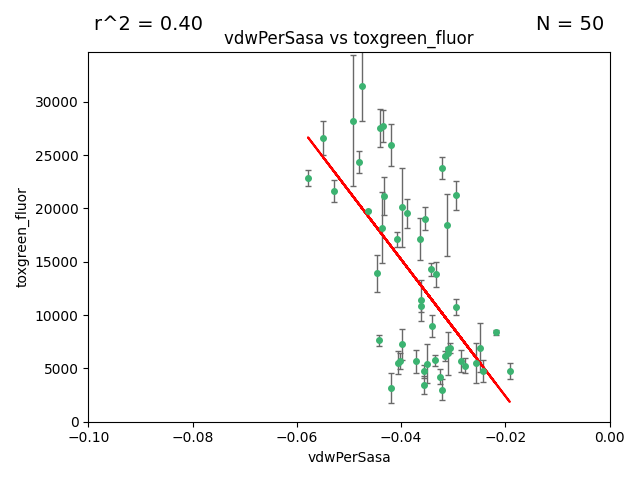 r^2 = 0.40
N = 50
vdwPerSasa vs toxgreen_fluor
30000
25000
20000
15000
10000
5000
0
toxgreen_fluor
−0.10
−0.08
−0.06
−0.04
−0.02
0.00
vdwPerSasa